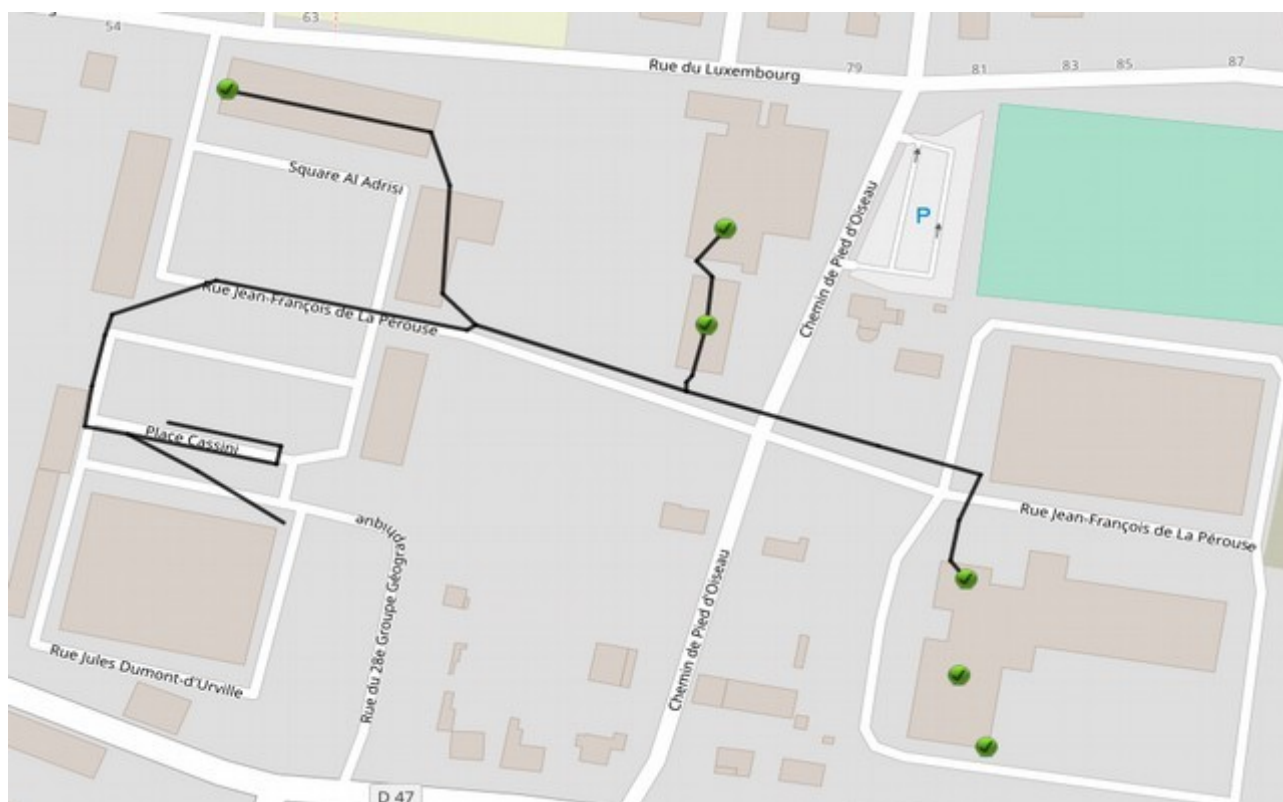 54
63
Rue du Luxembourg
79
81
83
85
87
Square Al Adrisi
Chemin de Pied d'Oiseau
P
Rue Jean-François de La Pérouse
Place Cassini
Rue Jean-François de La Pérouse
Rue du 28e Groupe Géographique
Chemin de Pied d'Oiseau
Rue Jules Dumont-d'Urville
D 47